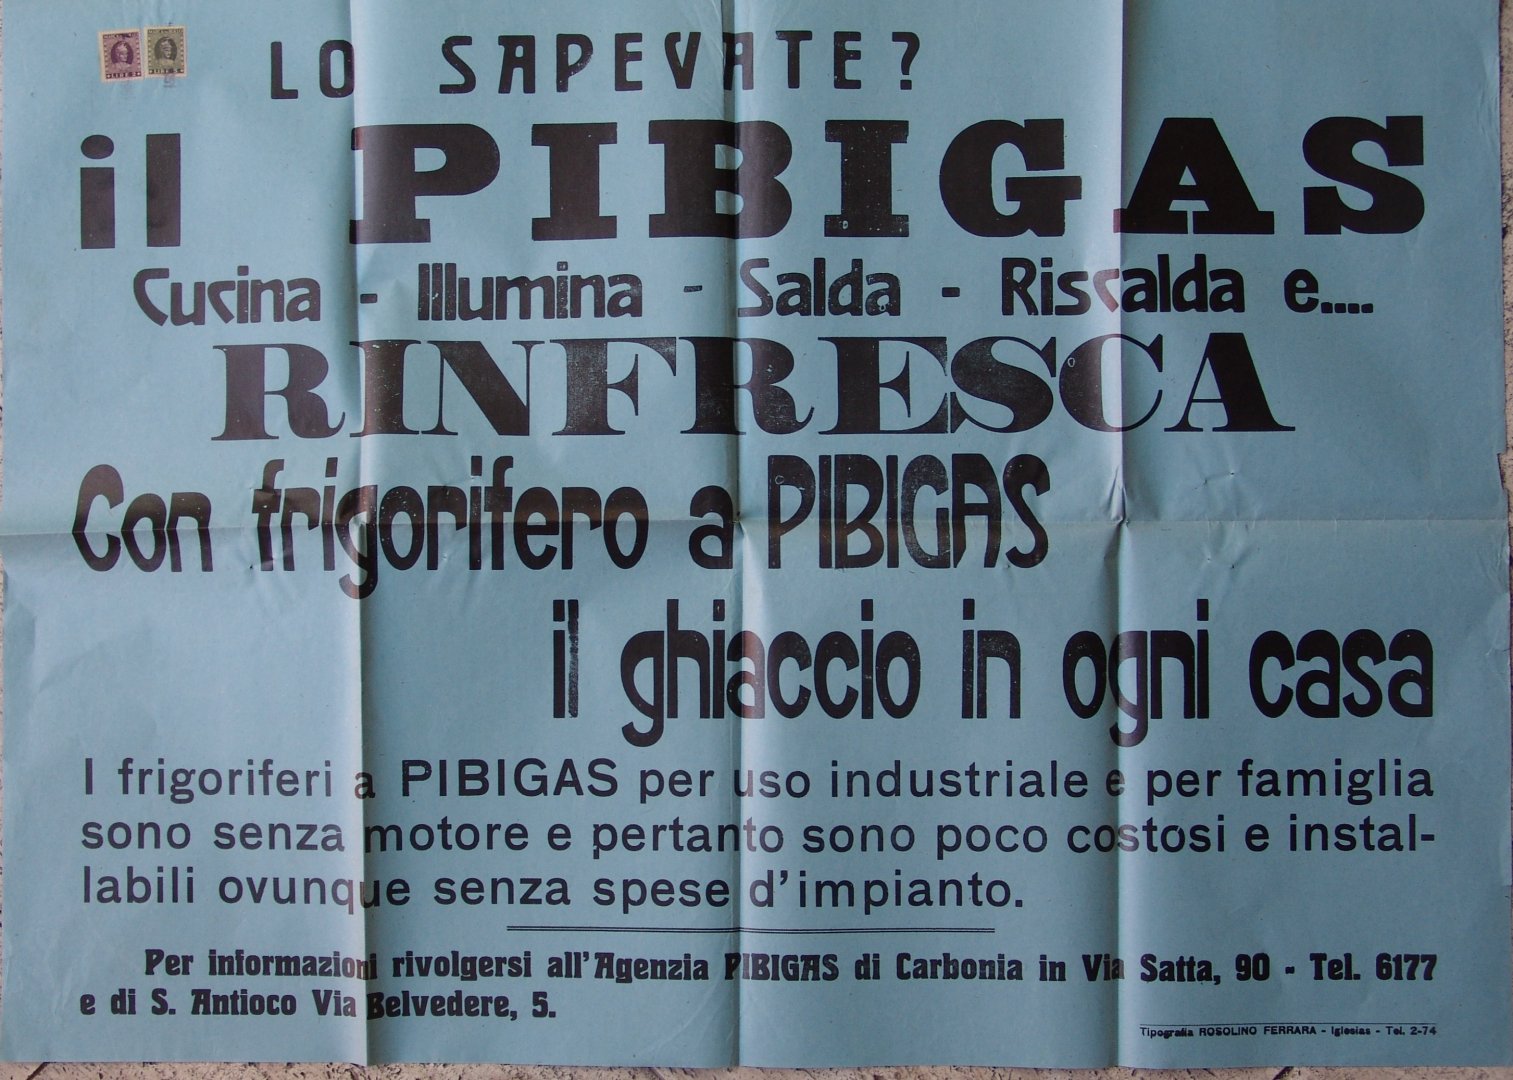 LO SAPEVATE?
il PIBIGAS
Cucina - Illumina - Salda - Riscalda e....
RINFRESCA
Con frigorifero a PIBIGAS
il ghiaccio in ogni casa
I frigoriferi a PIBIGAS per uso industriale e per famiglia
sono senza motore e pertanto sono poco costosi e instal-
labili ovunque senza spese d'impianto.
Per informazioni rivolgersi all'Agenzia PIBIGAS di Carbonia in Via Satta, 90 - Tel. 6177
e di S. Antioco Via Belvedere, 5.
Tipografia ROSOLINO FERRARA - Iglesias - Tel. 2-74